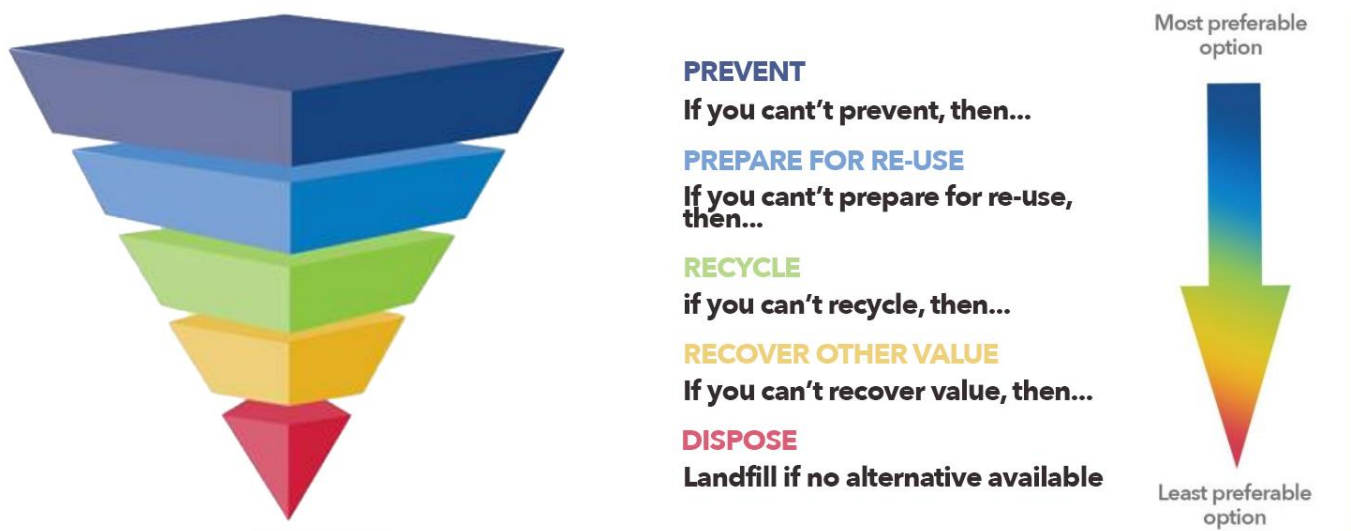 PREVENT
If you cant't prevent, then...
PREPARE FOR RE-USE
If you cant't prepare for re-use,
then...
RECYCLE
if you can't recycle, then...
RECOVER OTHER VALUE
If you can't recover value, then...
DISPOSE
Landfill if no alternative available
Most preferable
option
Least preferable
option